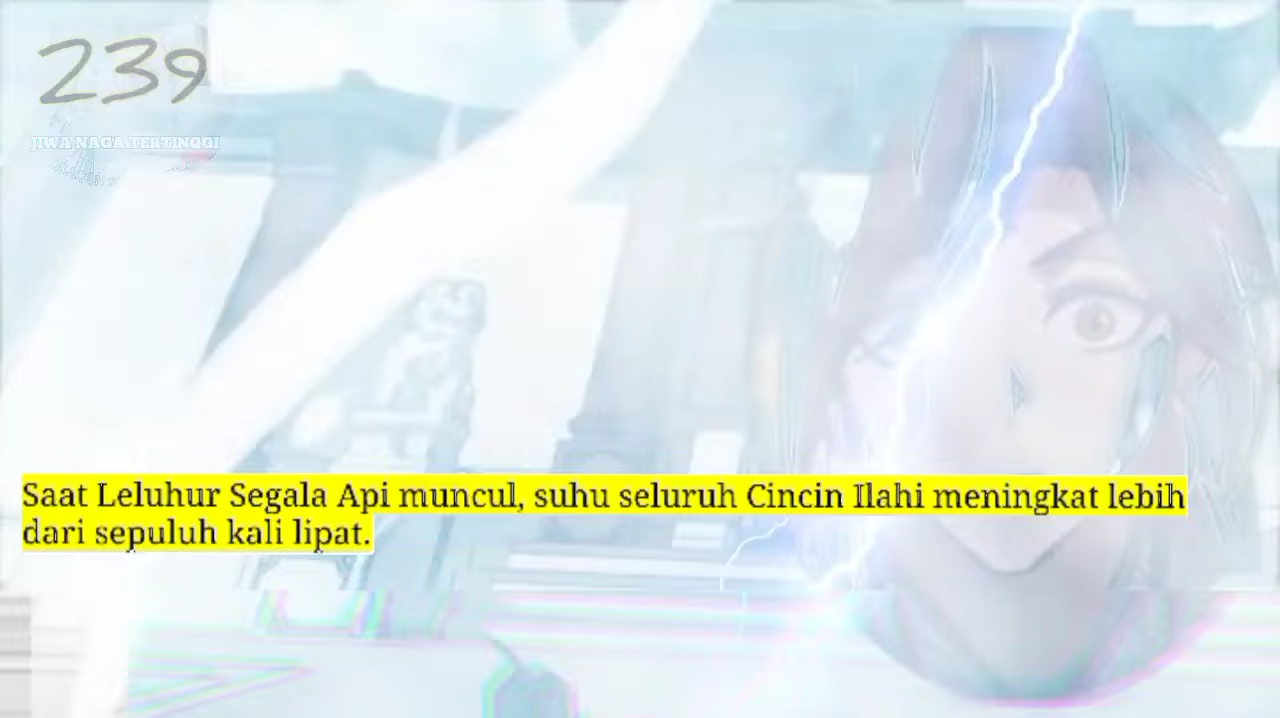 239
JIWA NAGA TERTINGGI
Saat Leluhur Segala Api muncul, suhu seluruh Cincin Ilahi meningkat lebih
dari sepuluh kali lipat.